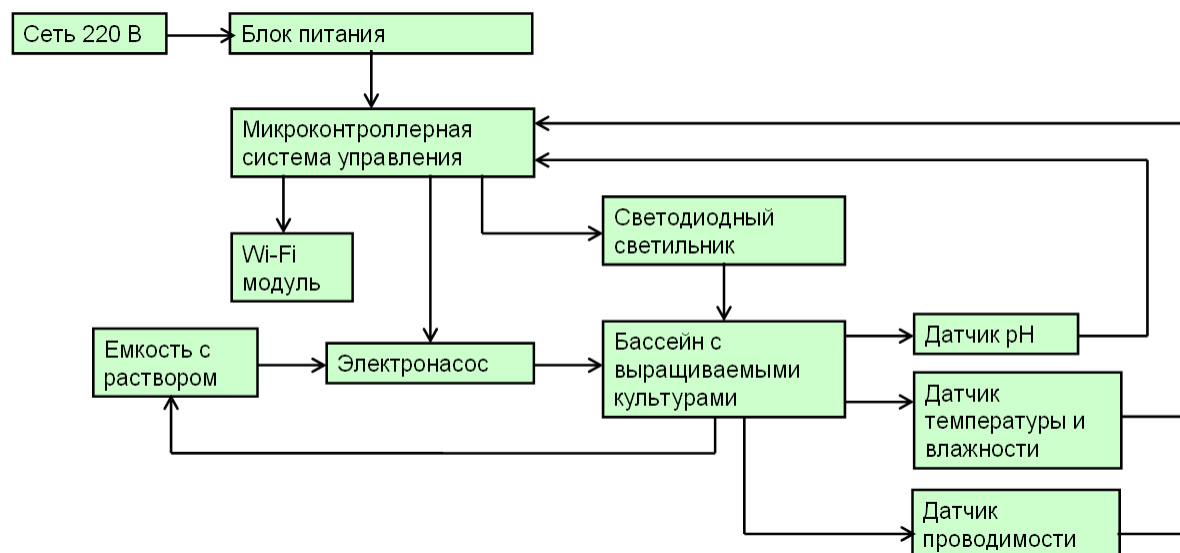 Сеть 220 В
Блок питания
Микроконтроллерная
система управления
Светодиодный
светильник
Wi-Fi
модуль
Емкость с
раствором
Электронасос
Бассейн с
выращиваемыми
культурами
Датчик pH
Датчик
температуры и
влажности
Датчик
проводимости